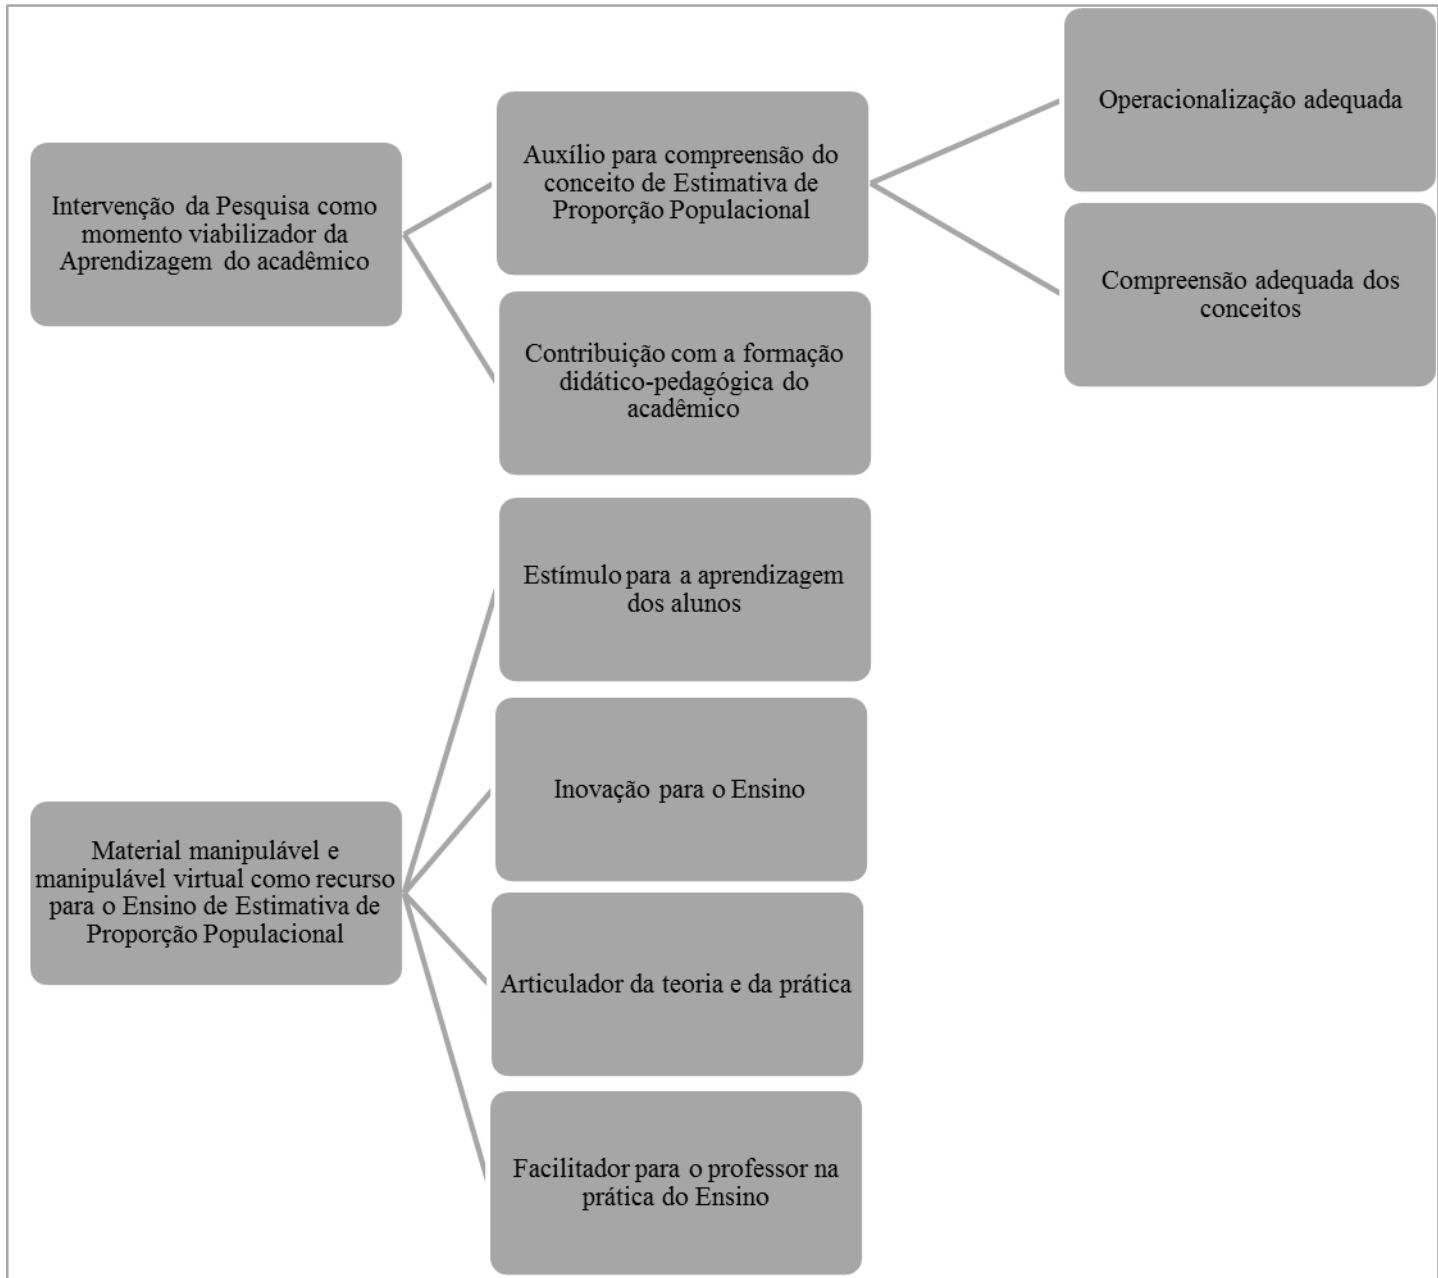 Intervenção da Pesquisa como
momento viabilizador da
Aprendizagem do acadêmico
Auxílio para compreensão do
conceito de Estimativa de
Proporção Populacional
Operacionalização adequada
Compreensão adequada dos
conceitos
Contribuição com a formação
didático-pedagógica do
acadêmico
Material manipulável e
manipulável virtual como recurso
para o Ensino de Estimativa de
Proporção Populacional
Estímulo para a aprendizagem
dos alunos
Inovação para o Ensino
Articulador da teoria e da prática
Facilitador para o professor na
prática do Ensino